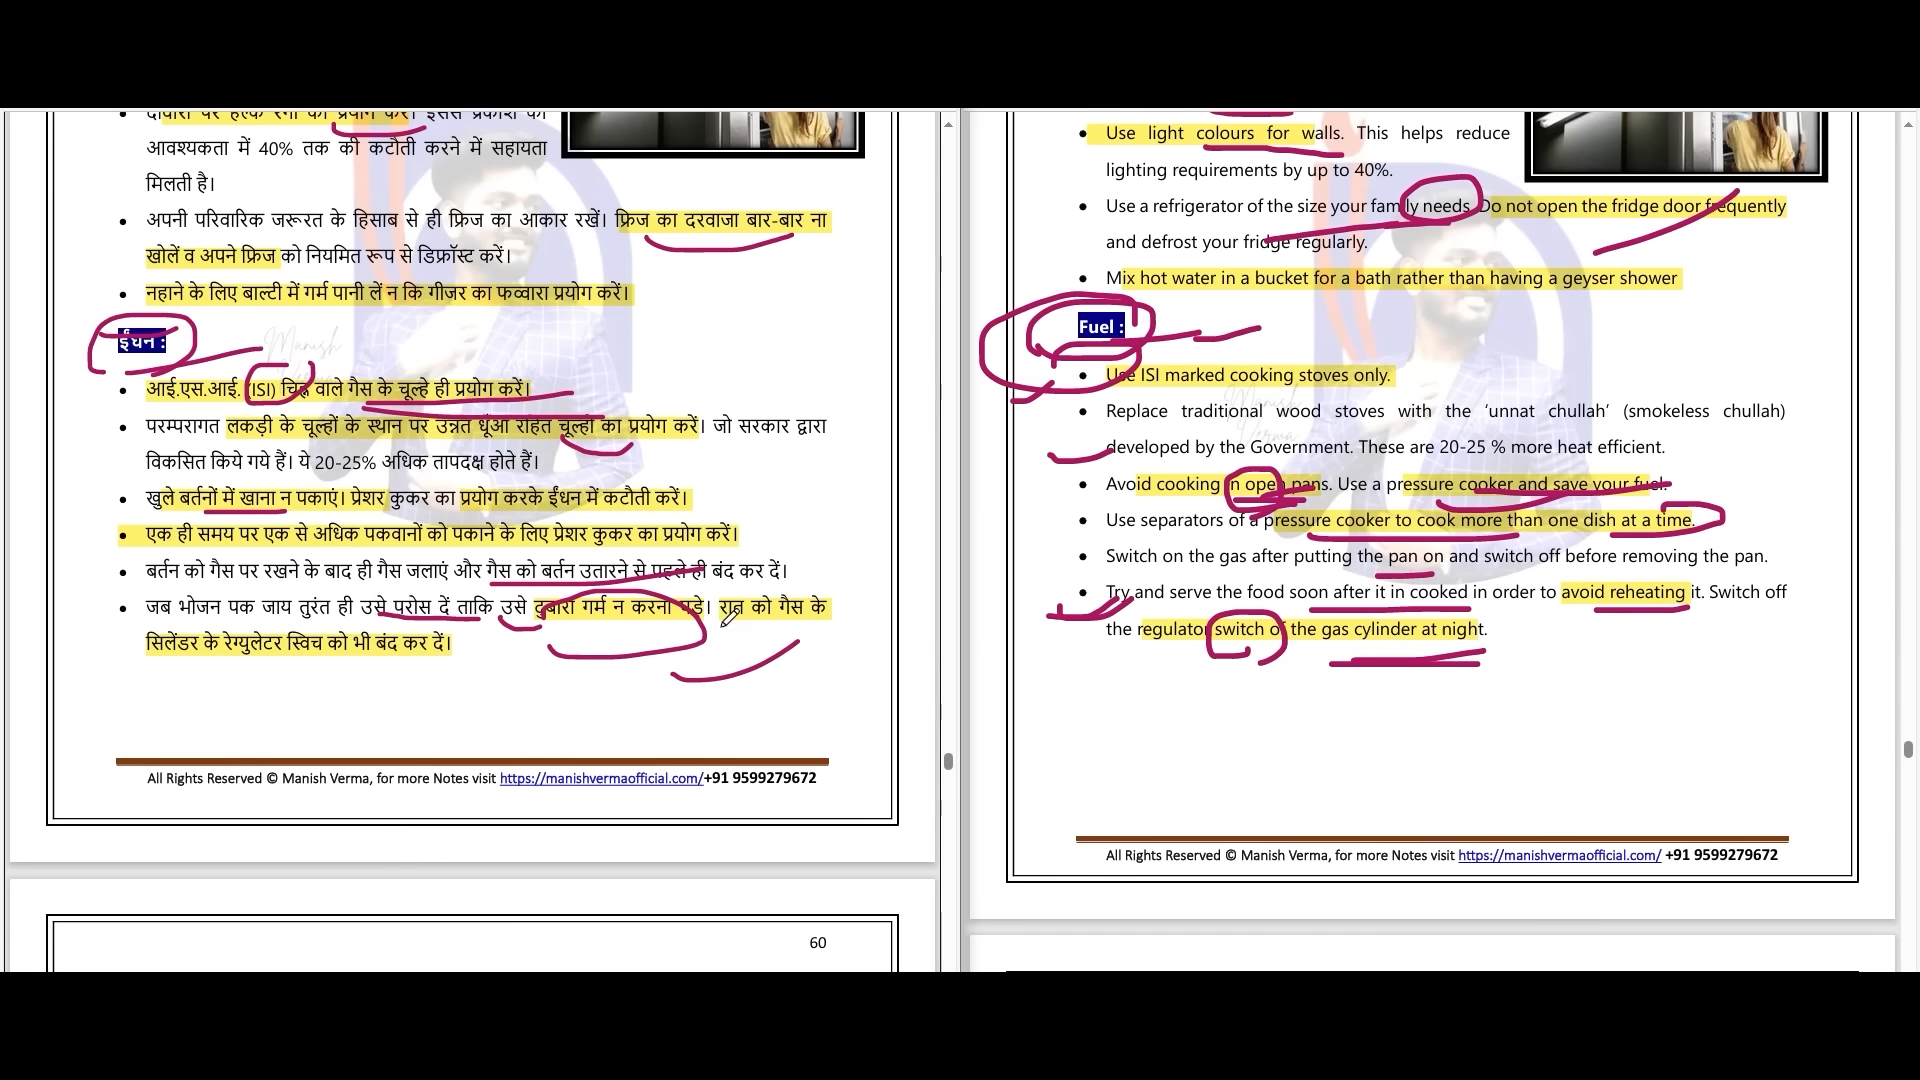 दीवारों पर हल्के रंगों का प्रयोग करें। इससे प्रकाश की
आवश्यकता में 40% तक की कटौती करने में सहायता
मिलती है।
• अपनी परिवारिक जरूरत के हिसाब से ही फ्रिज का आकार रखें। फ्रिज का दरवाजा बार-बार ना
खोलें व अपने फ्रिज को नियमित रूप से डिफ्रॉस्ट करें।
• नहाने के लिए बाल्टी में गर्म पानी लें न कि गीजर का फव्वारा प्रयोग करें।
ईंधन :
• आई.एस.आई. (ISI) चिह्न वाले गैस के चूल्हे ही प्रयोग करें।
• परम्परागत लकड़ी के चूल्हों के स्थान पर उन्नत धूंआ रहित चूल्हों का प्रयोग करें। जो सरकार द्वारा
विकसित किये गये हैं। ये 20-25% अधिक तापदक्ष होते हैं।
• खुले बर्तनों में खाना न पकाएं। प्रेशर कुकर का प्रयोग करके ईंधन में कटौती करें।
• एक ही समय पर एक से अधिक पकवानों को पकाने के लिए प्रेशर कुकर का प्रयोग करें।
• बर्तन को गैस पर रखने के बाद ही गैस जलाएं और गैस को बर्तन उतारने से पहले ही बंद कर दें।
• जब भोजन पक जाय तुरंत ही उसे परोस दें ताकि उसे दुबारा गर्म न करना पड़े। रात को गैस के
सिलेंडर के रेग्युलेटर स्विच को भी बंद कर दें।
All Rights Reserved © Manish Verma, for more Notes visit https://manishvermaofficial.com/+91 9599279672
60
• Use light colours for walls. This helps reduce
lighting requirements by up to 40%.
• Use a refrigerator of the size your family needs. Do not open the fridge door frequently
and defrost your fridge regularly.
• Mix hot water in a bucket for a bath rather than having a geyser shower
Fuel :
• Use ISI marked cooking stoves only.
• Replace traditional wood stoves with the ‘unnat chullah’ (smokeless chullah)
developed by the Government. These are 20-25 % more heat efficient.
• Avoid cooking in open pans. Use a pressure cooker and save your fuel.
• Use separators of a pressure cooker to cook more than one dish at a time.
• Switch on the gas after putting the pan on and switch off before removing the pan.
• Try and serve the food soon after it in cooked in order to avoid reheating it. Switch off
the regulator switch of the gas cylinder at night.
All Rights Reserved © Manish Verma, for more Notes visit https://manishvermaofficial.com/ +91 9599279672
Manish
Verma